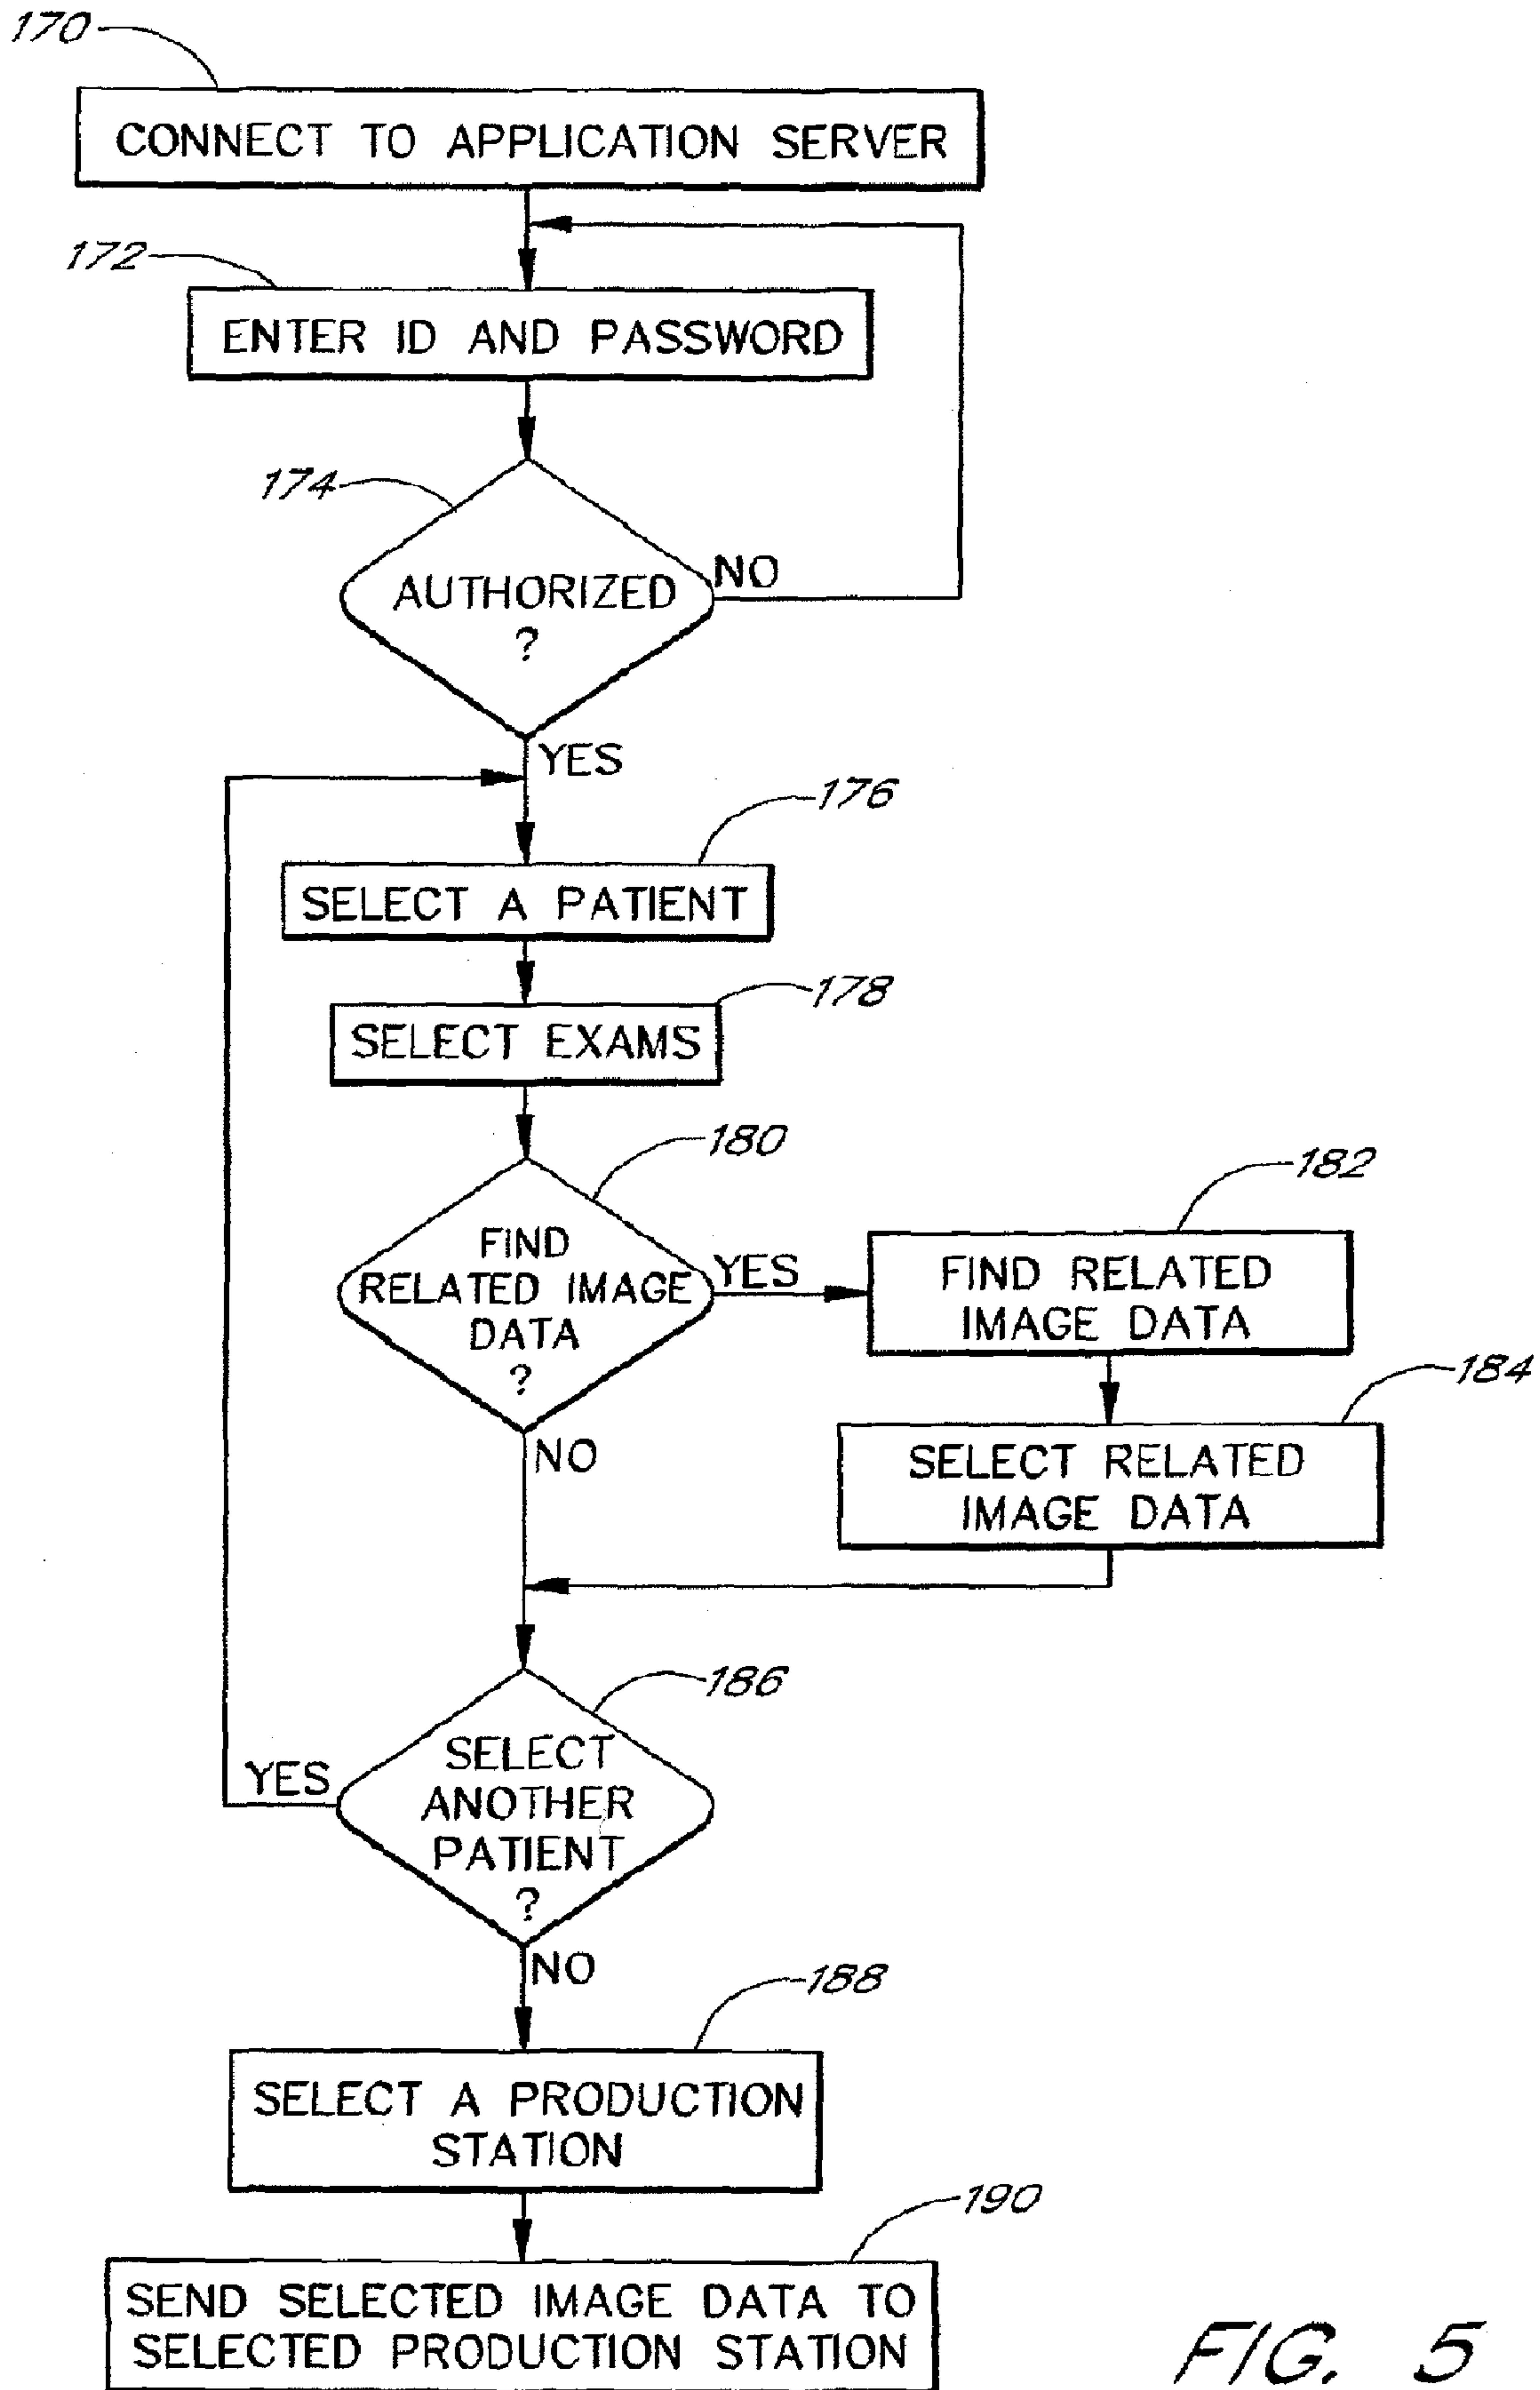 170
CONNECT TO APPLICATION SERVER
172
ENTER ID AND PASSWORD
174
AUTHORIZED
?
NO
YES
176
SELECT A PATIENT
178
SELECT EXAMS
180
FIND
RELATED IMAGE
DATA
?
YES
182
FIND RELATED
IMAGE DATA
184
SELECT RELATED
IMAGE DATA
NO
186
SELECT
ANOTHER
PATIENT
?
YES
NO
188
SELECT A PRODUCTION
STATION
190
SEND SELECTED IMAGE DATA TO
SELECTED PRODUCTION STATION
FIG. 5